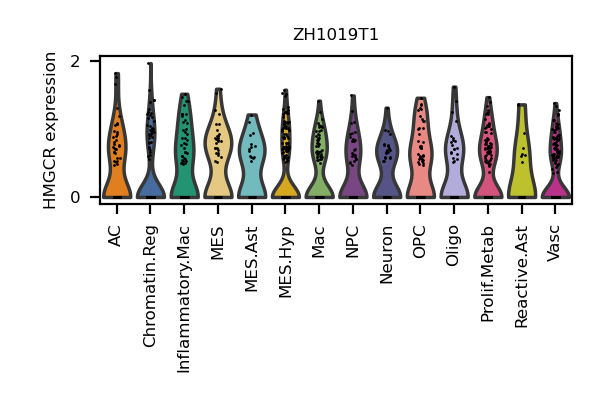 ZH1019T1
HMGCR expression
2
0
AC
Chromatin.Reg
Inflammatory.Mac
MES
MES.Ast
MES.Hyp
Mac
NPC
Neuron
OPC
Oligo
Prolif.Metab
Reactive.Ast
Vasc